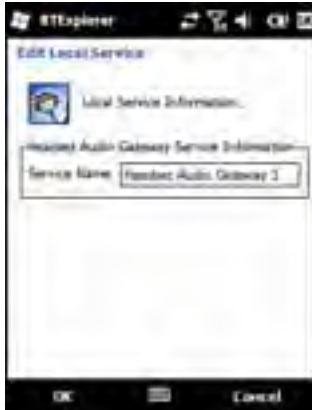 BTExplorer
Edit Local Service
Local Service Information...
Headset Audio Gateway Service Information
Service Name: Headset Audio Gateway 1
OK
Cancel